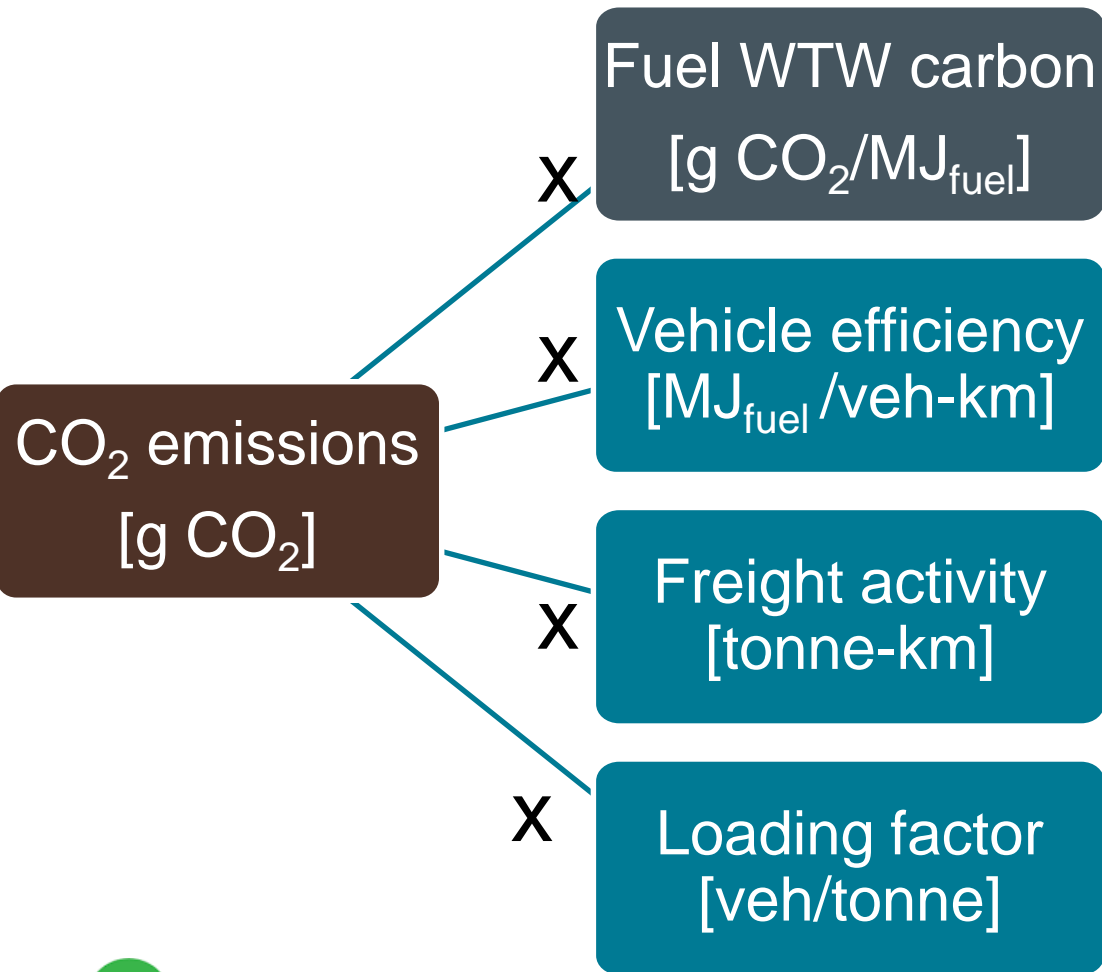 Fuel WTW carbon
[g CO₂/MJfuel]
X
Vehicle efficiency
[MJfuel /veh-km]
X
CO₂ emissions
[g CO₂]
Freight activity
[tonne-km]
X
Loading factor
[veh/tonne]
X